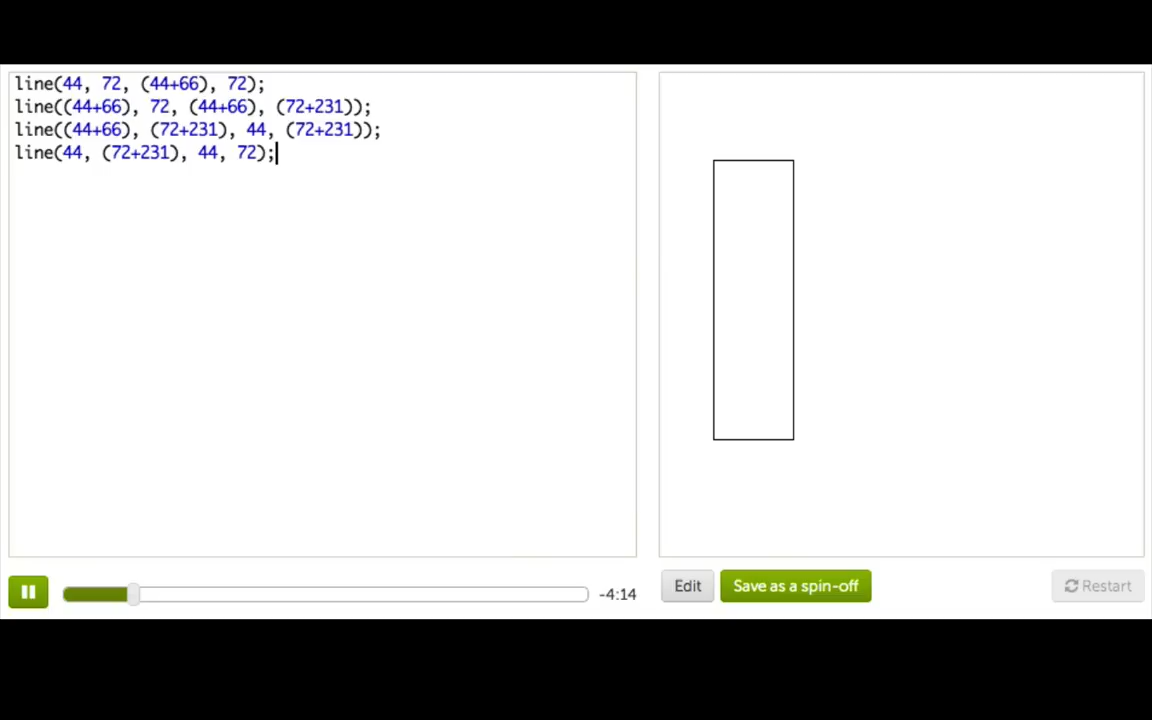 line(44, 72, (44+66), 72);
line((44+66), 72, (44+66), (72+231));
line((44+66), (72+231), 44, (72+231));
line(44, (72+231), 44, 72);
-4:14
Edit
Save as a spin-off
Restart